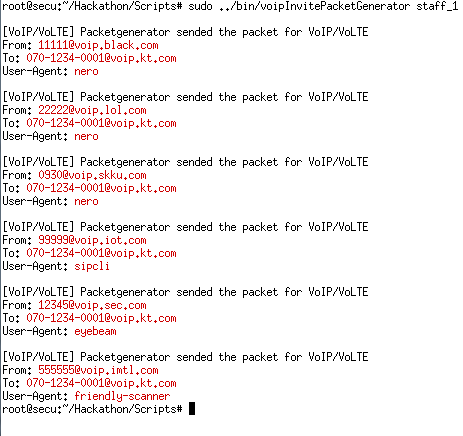 root@secu:~/Hackathon/Scripts# sudo ../bin/voipInvitePacketGenerator staff_1
[VoIP/VoLTE] Packetgenerator sended the packet for VoIP/VoLTE
From: 11111@voip.black.com
To: 070-1234-0001@voip.kt.com
User-Agent: nero
[VoIP/VoLTE] Packetgenerator sended the packet for VoIP/VoLTE
From: 22222@voip.lol.com
To: 070-1234-0001@voip.kt.com
User-Agent: nero
[VoIP/VoLTE] Packetgenerator sended the packet for VoIP/VoLTE
From: 0930@voip.skku.com
To: 070-1234-0001@voip.kt.com
User-Agent: nero
[VoIP/VoLTE] Packetgenerator sended the packet for VoIP/VoLTE
From: 99999@voip.iot.com
To: 070-1234-0001@voip.kt.com
User-Agent: sipcli
[VoIP/VoLTE] Packetgenerator sended the packet for VoIP/VoLTE
From: 12345@voip.sec.com
To: 070-1234-0001@voip.kt.com
User-Agent: eyebeam
[VoIP/VoLTE] Packetgenerator sended the packet for VoIP/VoLTE
From: 555555@voip.imtl.com
To: 070-1234-0001@voip.kt.com
User-Agent: friendly-scanner
root@secu:~/Hackathon/Scripts#